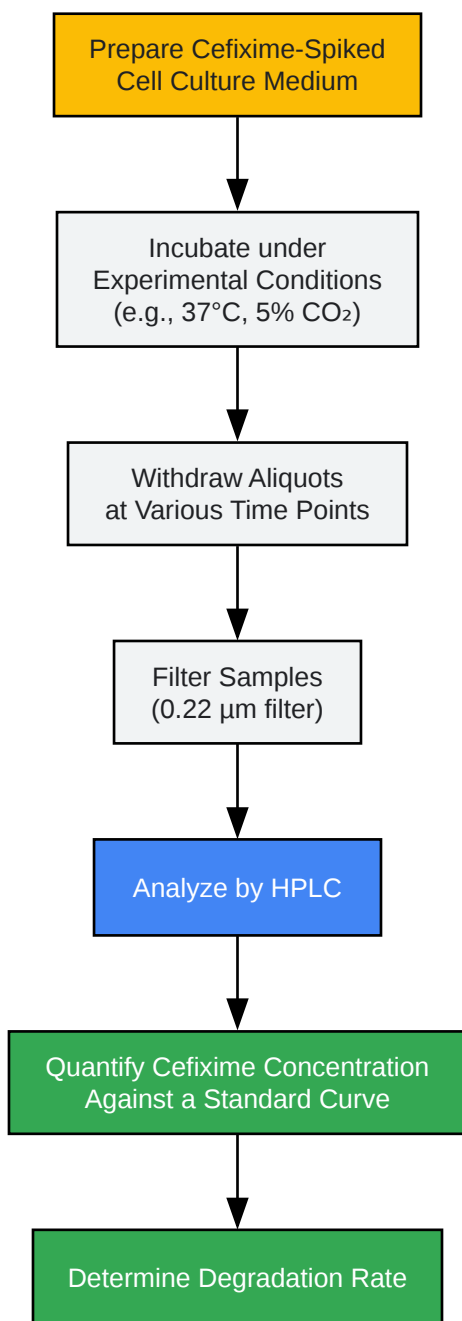 Prepare Cefixime-Spiked
Cell Culture Medium
Incubate under
Experimental Conditions
(e.g., 37°C, 5% CO₂)
Withdraw Aliquots
at Various Time Points
Filter Samples
(0.22 µm filter)
Analyze by HPLC
Quantify Cefixime Concentration
Against a Standard Curve
Determine Degradation Rate